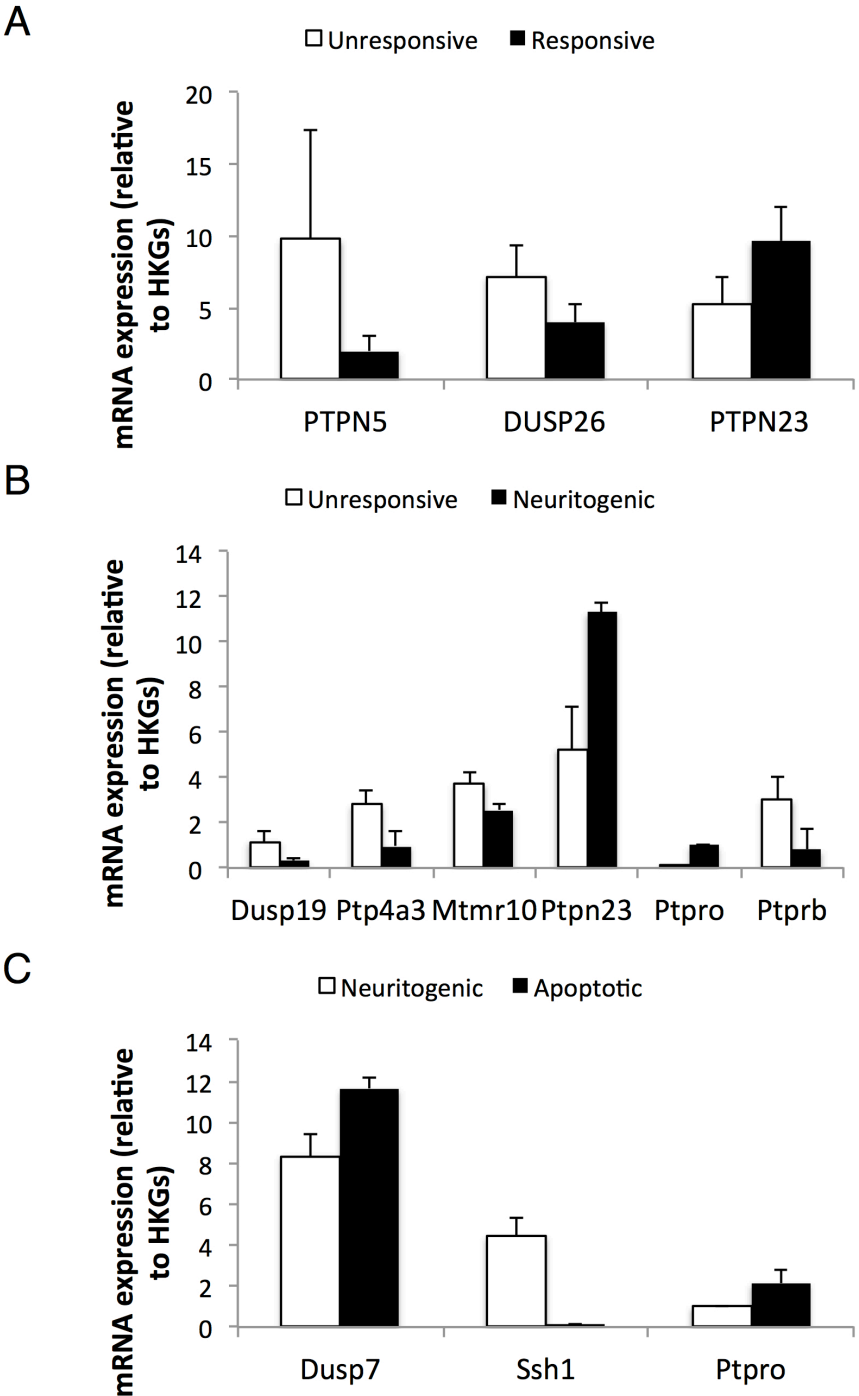 A
Unresponsive Responsive
mRNA expression (relative
to HKGs)
20
15
10
5
0
PTPN5 DUSP26 PTPN23
B
Unresponsive Neuritogenic
mRNA expression (relative
to HKGs)
14
12
10
8
6
4
2
0
Dusp19 Ptp4a3 Mtmr10 Ptpn23 Ptpro Ptprb
C
Neuritogenic Apoptotic
mRNA expression (relative
to HKGs)
14
12
10
8
6
4
2
0
Dusp7 Ssh1 Ptpro